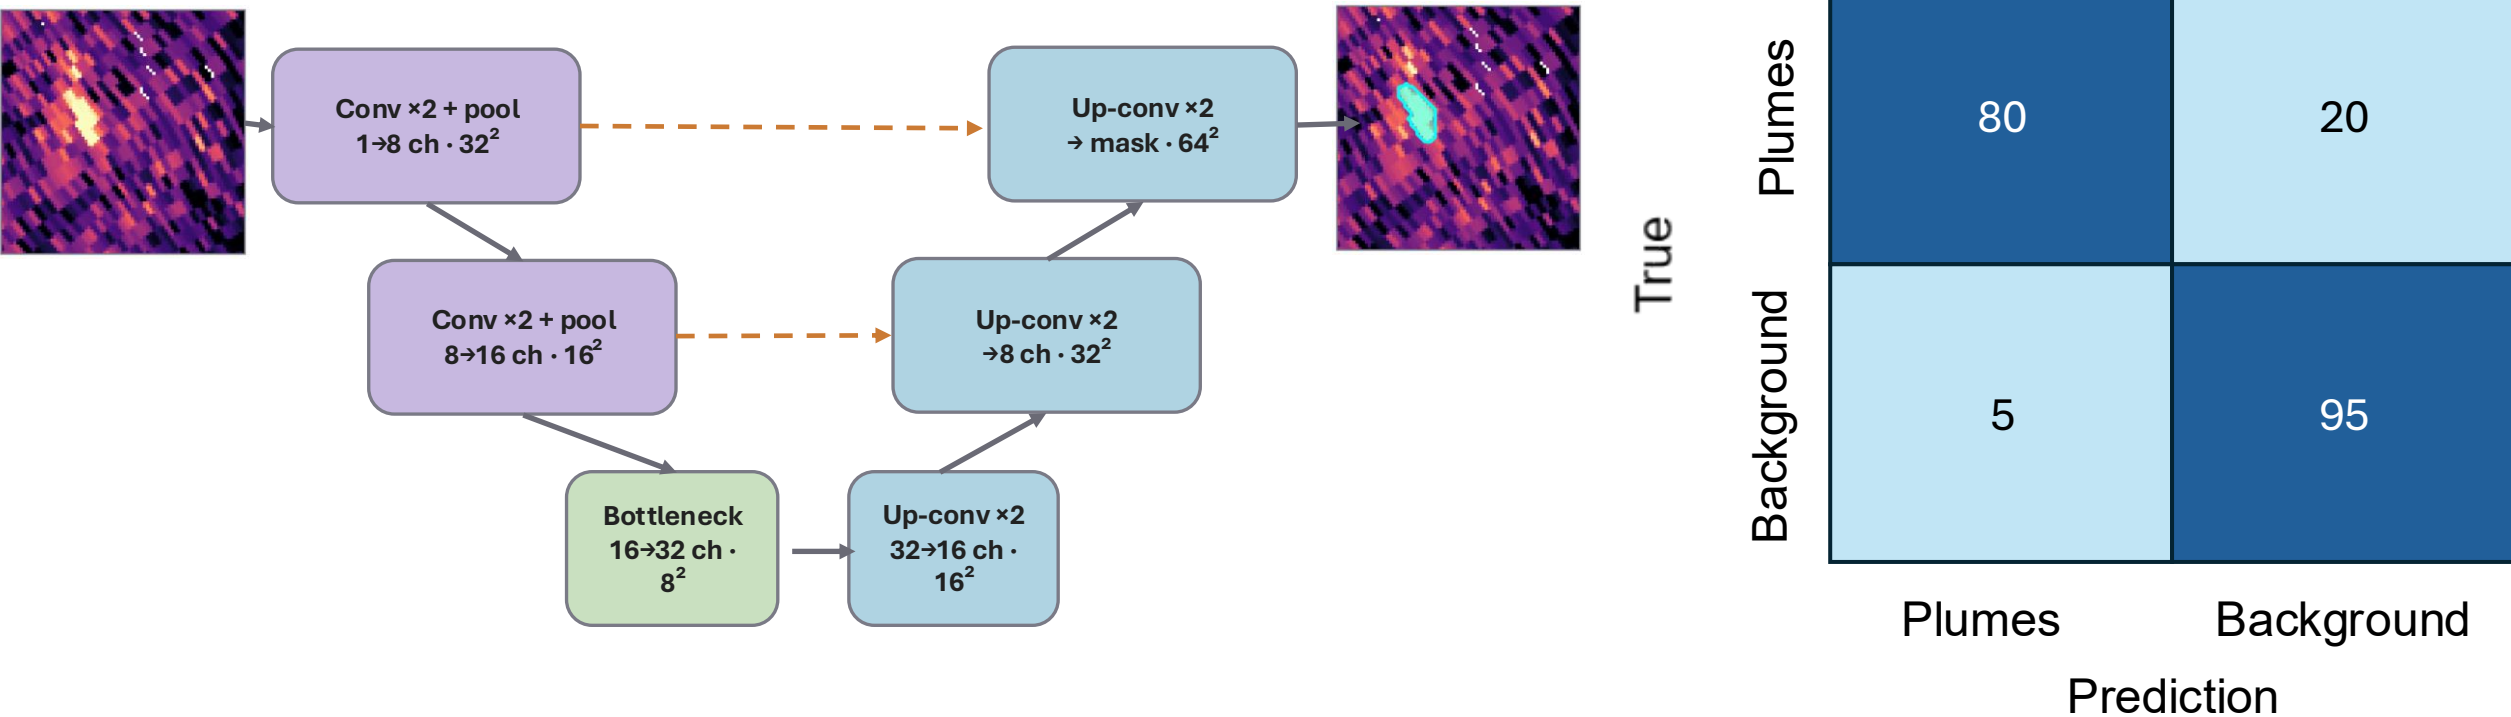 Conv ×2 + pool
1→8 ch · 32²
Up-conv ×2
→ mask · 64²
Conv ×2 + pool
8→16 ch · 16²
Up-conv ×2
→8 ch · 32²
Bottleneck
16→32 ch ·
8²
Up-conv ×2
32→16 ch ·
16²
True
Plumes
80
20
Background
5
95
Plumes
Background
Prediction